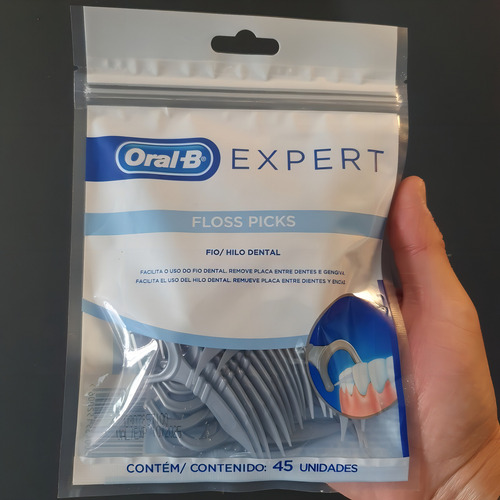 Oral-B EXPERT
FLOSS PICKS
FIO/ HILO DENTAL
FACILITA O USO DO FIO DENTAL. REMOVE PLACA ENTRE DENTES E GENGIVA.
FACILITA EL USO DEL HILO DENTAL. REMUEVE PLACA ENTRE DIENTES Y ENCÍAS.
CONTÉM/ CONTENIDO: 45 UNIDADES